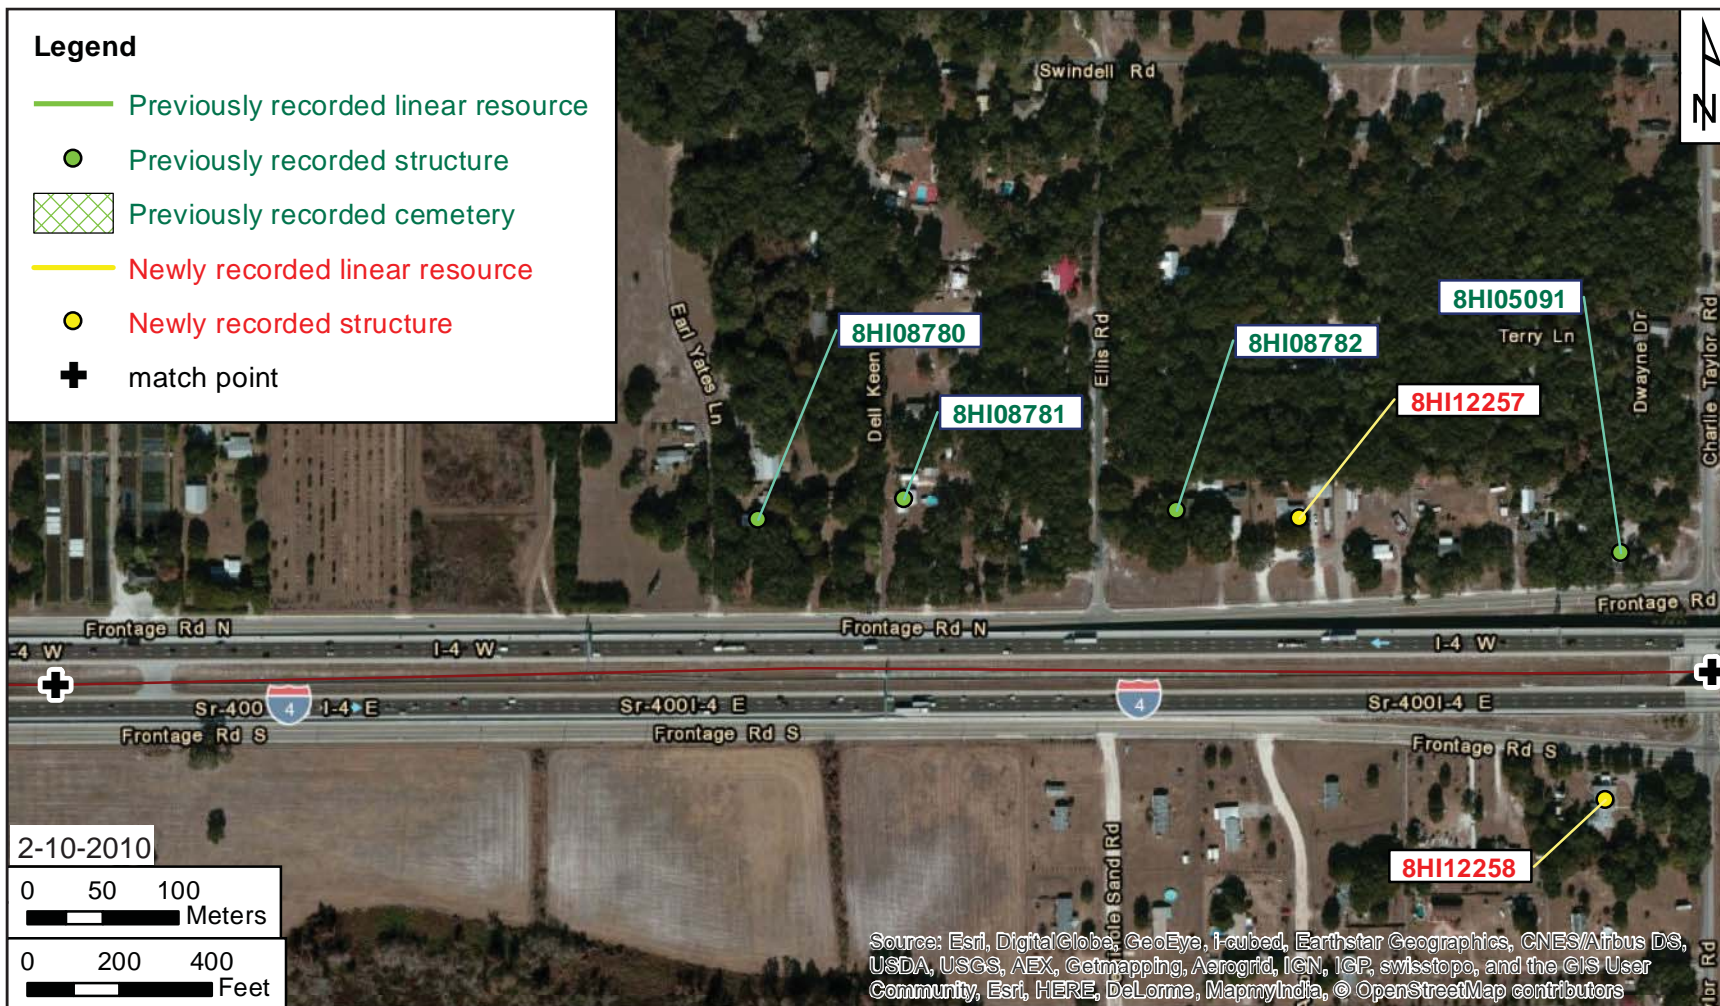 Legend
Previously recorded linear resource
Previously recorded structure
Previously recorded cemetery
Newly recorded linear resource
Newly recorded structure
match point
N
Swindell Rd
Earl Yates Ln
Dell Keen
Ellis Rd
Terry Ln
Dwayne Dr
Charlie Taylor Rd
8HI08780
8HI08781
8HI08782
8HI12257
8HI05091
Frontage Rd N
Frontage Rd N
Frontage Rd
-4 W
I-4 W
I-4 W
Sr-400
4
I-4 E
Sr-400I-4 E
4
Sr-400I-4 E
Frontage Rd S
Frontage Rd S
Frontage Rd S
Sand Rd
8HI12258
2-10-2010
0 50 100
Meters
0 200 400
Feet
Source: Esri, DigitalGlobe, GeoEye, i-cubed, Earthstar Geographics, CNES/Airbus DS,
USDA, USGS, AEX, Getmapping, Aerogrid, IGN, IGP, swisstopo, and the GIS User
Community, Esri, HERE, DeLorme, MapmyIndia, © OpenStreetMap contributors